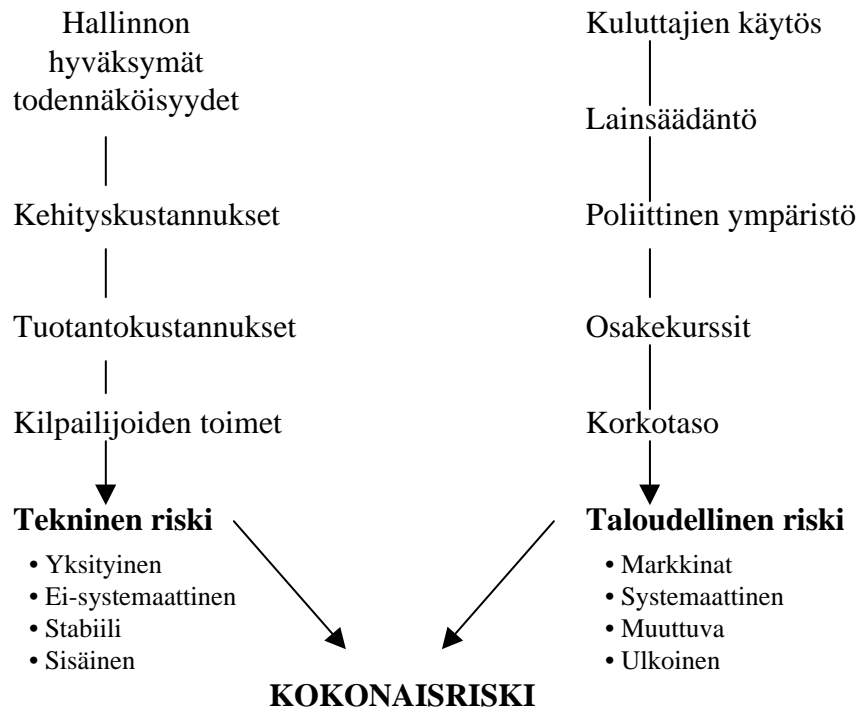 Hallinnon
hyväksymät
todennäköisyydet
Kehityskustannukset
Tuotantokustannukset
Kilpailijoiden toimet
Tekninen riski
• Yksityinen
• Ei-systemaattinen
• Stabiili
• Sisäinen
Kuluttajien käytös
Lainsäädäntö
Poliittinen ympäristö
Osakekurssit
Korkotaso
Taloudellinen riski
• Markkinat
• Systemaattinen
• Muuttuva
• Ulkoinen
KOKONAISRISKI